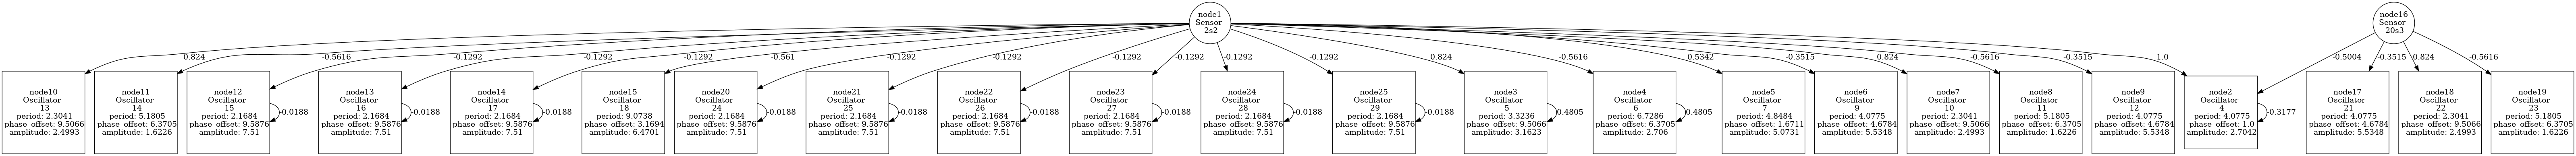 node1
Sensor
2s2
node16
Sensor
20s3
0.824
-0.5616
-0.1292
-0.1292
-0.1292
-0.561
-0.1292
-0.1292
-0.1292
-0.1292
-0.1292
-0.1292
0.824
-0.5616
0.5342
-0.3515
0.824
-0.5616
-0.3515
1.0
-0.5004
-0.3515
0.824
-0.5616
node10
Oscillator
13
period: 2.3041
phase_offset: 9.5066
amplitude: 2.4993
node11
Oscillator
14
period: 5.1805
phase_offset: 6.3705
amplitude: 1.6226
node12
Oscillator
15
period: 2.1684
phase_offset: 9.5876
amplitude: 7.51
-0.0188
node13
Oscillator
16
period: 2.1684
phase_offset: 9.5876
amplitude: 7.51
-0.0188
node14
Oscillator
17
period: 2.1684
phase_offset: 9.5876
amplitude: 7.51
-0.0188
node15
Oscillator
18
period: 9.0738
phase_offset: 3.1694
amplitude: 6.4701
node20
Oscillator
24
period: 2.1684
phase_offset: 9.5876
amplitude: 7.51
-0.0188
node21
Oscillator
25
period: 2.1684
phase_offset: 9.5876
amplitude: 7.51
-0.0188
node22
Oscillator
26
period: 2.1684
phase_offset: 9.5876
amplitude: 7.51
-0.0188
node23
Oscillator
27
period: 2.1684
phase_offset: 9.5876
amplitude: 7.51
-0.0188
node24
Oscillator
28
period: 2.1684
phase_offset: 9.5876
amplitude: 7.51
-0.0188
node25
Oscillator
29
period: 2.1684
phase_offset: 9.5876
amplitude: 7.51
-0.0188
node3
Oscillator
5
period: 3.3236
phase_offset: 9.5066
amplitude: 3.1623
0.4805
node4
Oscillator
6
period: 6.7286
phase_offset: 6.3705
amplitude: 2.706
0.4805
node5
Oscillator
7
period: 4.8484
phase_offset: 1.6711
amplitude: 5.0731
node6
Oscillator
9
period: 4.0775
phase_offset: 4.6784
amplitude: 5.5348
node7
Oscillator
10
period: 2.3041
phase_offset: 9.5066
amplitude: 2.4993
node8
Oscillator
11
period: 5.1805
phase_offset: 6.3705
amplitude: 1.6226
node9
Oscillator
12
period: 4.0775
phase_offset: 4.6784
amplitude: 5.5348
node2
Oscillator
4
period: 4.0775
phase_offset: 1.0
amplitude: 2.7042
-0.3177
node17
Oscillator
21
period: 4.0775
phase_offset: 4.6784
amplitude: 5.5348
node18
Oscillator
22
period: 2.3041
phase_offset: 9.5066
amplitude: 2.4993
node19
Oscillator
23
period: 5.1805
phase_offset: 6.3705
amplitude: 1.6226